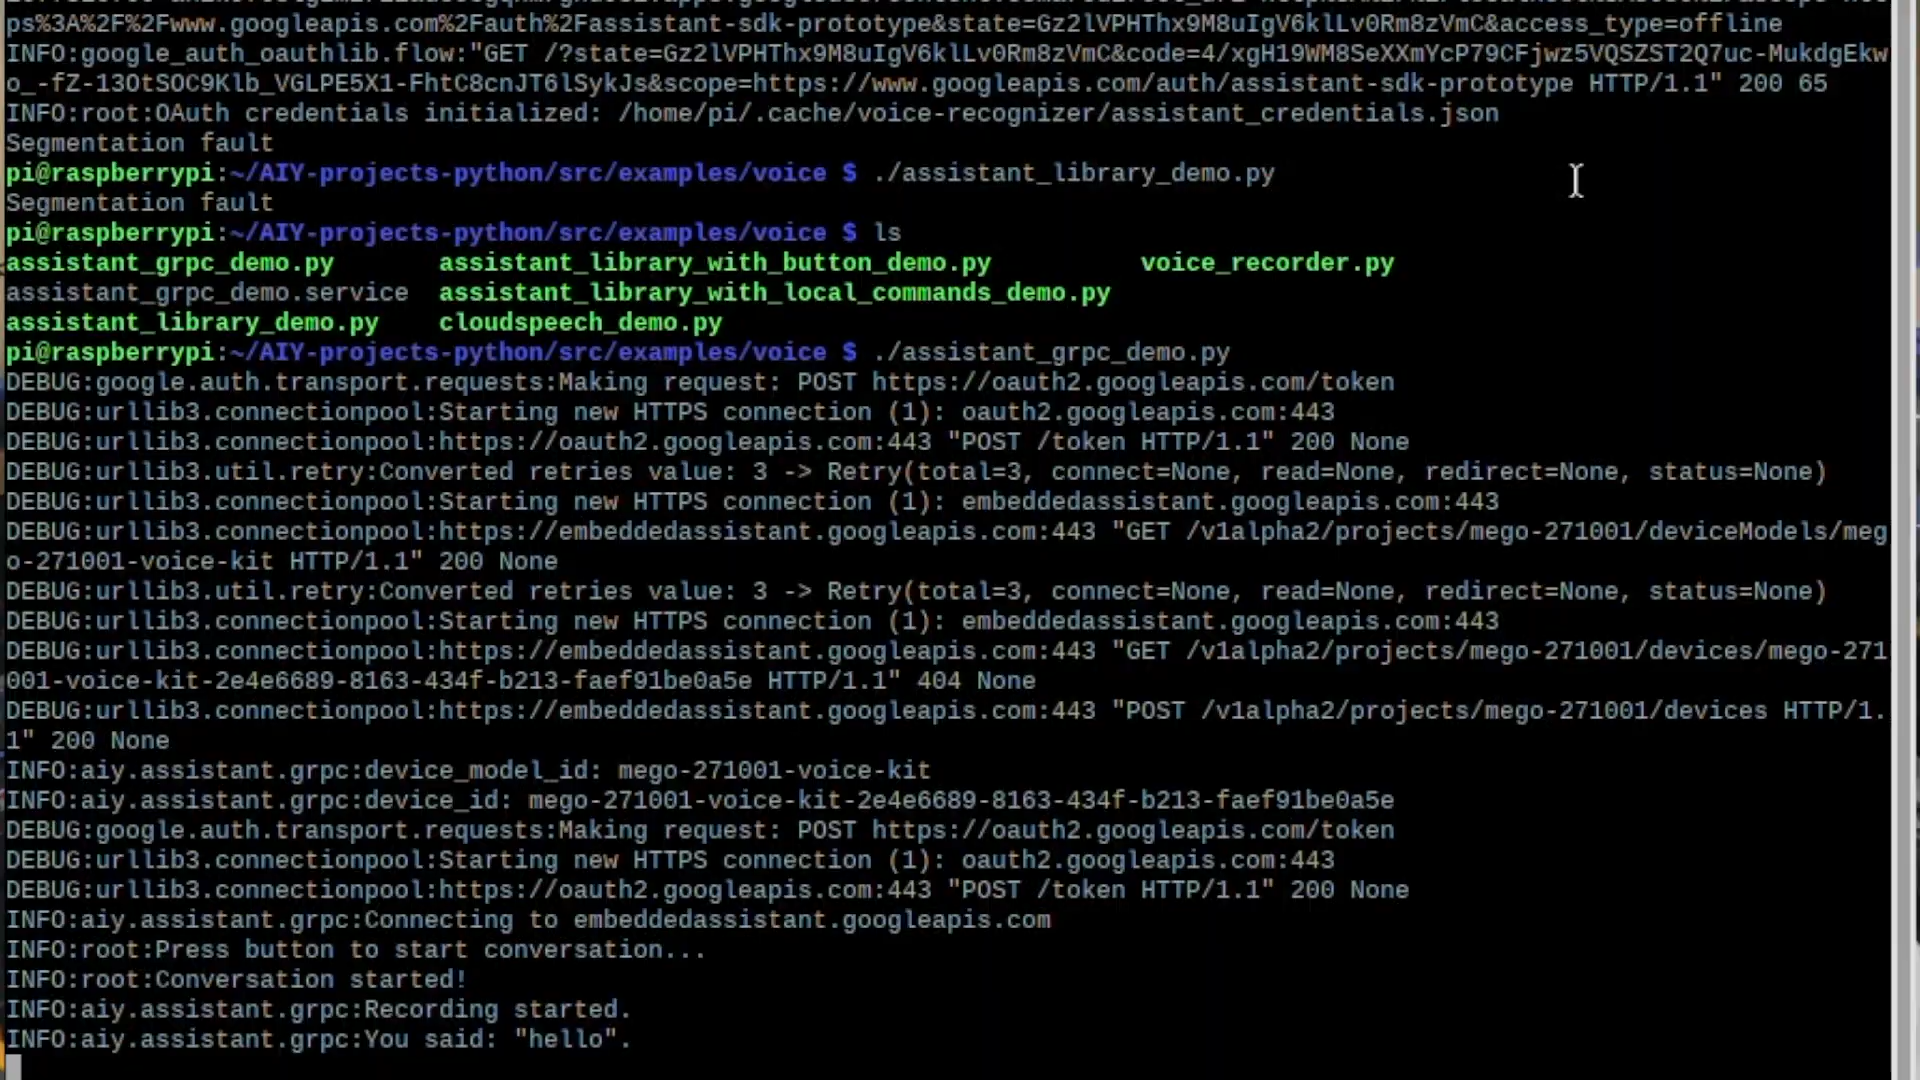 ps%3A%2F%2Fwww.googleapis.com%2Fauth%2Fassistant-sdk-prototype&state=Gz2lVPHThx9M8uIgV6klLv0Rm8zVmC&access_type=offline
INFO:google_auth_oauthlib.flow:"GET /?state=Gz2lVPHThx9M8uIgV6klLv0Rm8zVmC&code=4/xgH19WM8SeXXmYcP79CFjwz5VQSZST2Q7uc-MukdgEkw
o_-fZ-13OtSOC9Klb_VGLPE5X1-FhtC8cnJT6lSykJs&scope=https://www.googleapis.com/auth/assistant-sdk-prototype HTTP/1.1" 200 65
INFO:root:OAuth credentials initialized: /home/pi/.cache/voice-recognizer/assistant_credentials.json
Segmentation fault
pi@raspberrypi:~/AIY-projects-python/src/examples/voice $ ./assistant_library_demo.py
Segmentation fault
pi@raspberrypi:~/AIY-projects-python/src/examples/voice $ ls
assistant_grpc_demo.py assistant_library_with_button_demo.py voice_recorder.py
assistant_grpc_demo.service assistant_library_with_local_commands_demo.py
assistant_library_demo.py cloudspeech_demo.py
pi@raspberrypi:~/AIY-projects-python/src/examples/voice $ ./assistant_grpc_demo.py
DEBUG:google.auth.transport.requests:Making request: POST https://oauth2.googleapis.com/token
DEBUG:urllib3.connectionpool:Starting new HTTPS connection (1): oauth2.googleapis.com:443
DEBUG:urllib3.connectionpool:https://oauth2.googleapis.com:443 "POST /token HTTP/1.1" 200 None
DEBUG:urllib3.util.retry:Converted retries value: 3 -> Retry(total=3, connect=None, read=None, redirect=None, status=None)
DEBUG:urllib3.connectionpool:Starting new HTTPS connection (1): embeddedassistant.googleapis.com:443
DEBUG:urllib3.connectionpool:https://embeddedassistant.googleapis.com:443 "GET /v1alpha2/projects/mego-271001/deviceModels/meg
o-271001-voice-kit HTTP/1.1" 200 None
DEBUG:urllib3.util.retry:Converted retries value: 3 -> Retry(total=3, connect=None, read=None, redirect=None, status=None)
DEBUG:urllib3.connectionpool:Starting new HTTPS connection (1): embeddedassistant.googleapis.com:443
DEBUG:urllib3.connectionpool:https://embeddedassistant.googleapis.com:443 "GET /v1alpha2/projects/mego-271001/devices/mego-271
001-voice-kit-2e4e6689-8163-434f-b213-faef91be0a5e HTTP/1.1" 404 None
DEBUG:urllib3.connectionpool:https://embeddedassistant.googleapis.com:443 "POST /v1alpha2/projects/mego-271001/devices HTTP/1.
1" 200 None
INFO:aiy.assistant.grpc:device_model_id: mego-271001-voice-kit
INFO:aiy.assistant.grpc:device_id: mego-271001-voice-kit-2e4e6689-8163-434f-b213-faef91be0a5e
DEBUG:google.auth.transport.requests:Making request: POST https://oauth2.googleapis.com/token
DEBUG:urllib3.connectionpool:Starting new HTTPS connection (1): oauth2.googleapis.com:443
DEBUG:urllib3.connectionpool:https://oauth2.googleapis.com:443 "POST /token HTTP/1.1" 200 None
INFO:aiy.assistant.grpc:Connecting to embeddedassistant.googleapis.com
INFO:root:Press button to start conversation...
INFO:root:Conversation started!
INFO:aiy.assistant.grpc:Recording started.
INFO:aiy.assistant.grpc:You said: "hello".